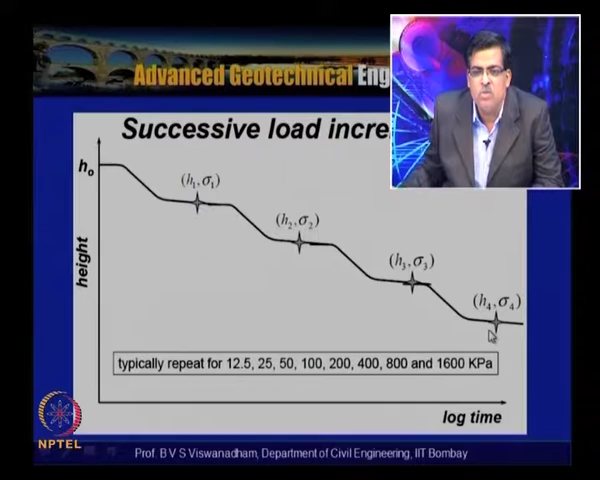 Advanced Geotechnical Eng
Successive load incre
h₀
(h₁,σ₁)
(h₂,σ₂)
(h₃,σ₃)
(h₄,σ₄)
height
typically repeat for 12.5, 25, 50, 100, 200, 400, 800 and 1600 KPa
log time
NPTEL
Prof. B V S Viswanadham, Department of Civil Engineering, IIT Bombay